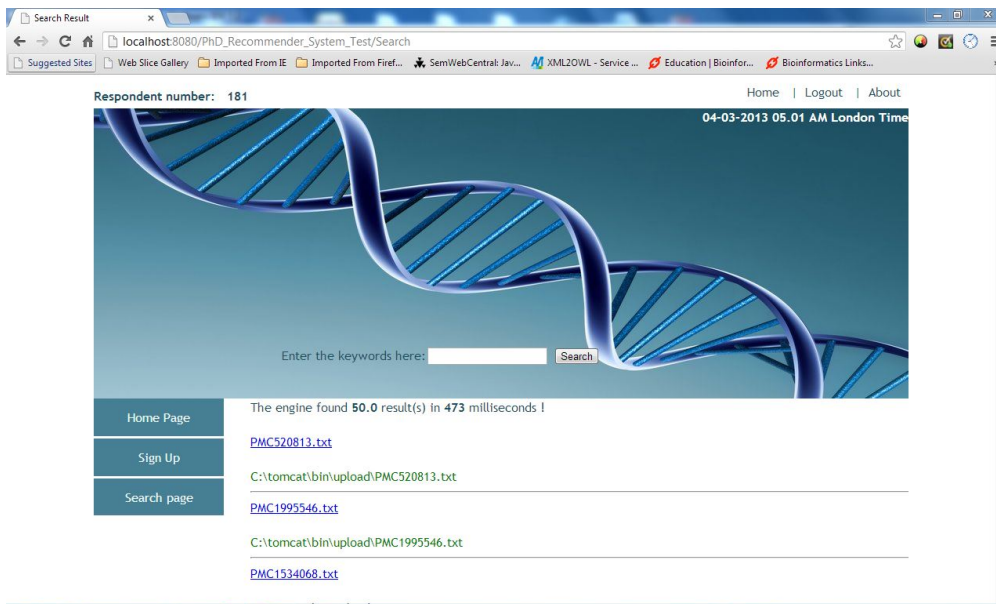 Search Result
localhost:8080/PhD_Recommender_System_Test/Search
Suggested Sites Web Slice Gallery Imported From IE Imported From Firef... SemWebCentral: Jav... XML2OWL - Service ... Education | Bioinfor... Bioinformatics Links...
Respondent number: 181
Home | Logout | About
04-03-2013 05.01 AM London Time
Enter the keywords here: Search
Home Page
Sign Up
Search page
The engine found 50.0 result(s) in 473 milliseconds !
PMC520813.txt
C:\tomcat\bin\upload\PMC520813.txt
PMC1995546.txt
C:\tomcat\bin\upload\PMC1995546.txt
PMC1534068.txt